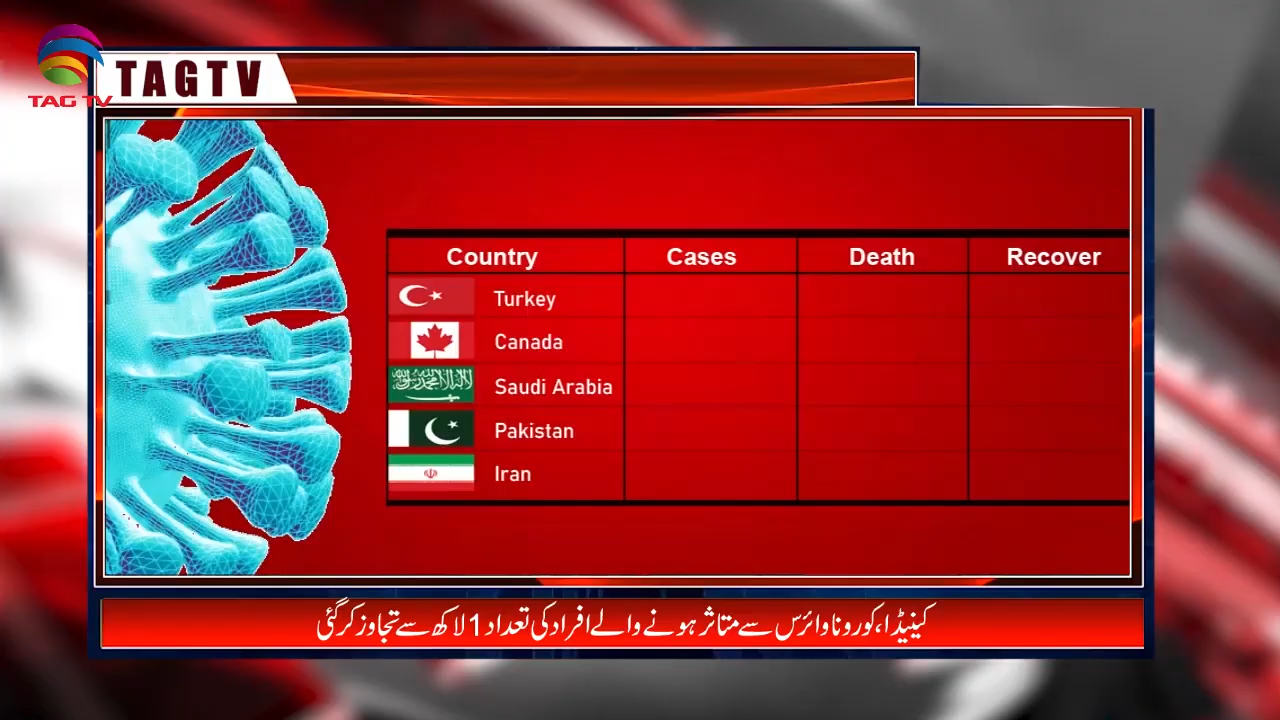 TAG TV
TAGTV
Country Cases Death Recover
Turkey
Canada
Saudi Arabia
Pakistan
Iran
کینیڈا، کورونا وائرس سے متاثر ہونے والے افراد کی تعداد 1 لاکھ سے تجاوز کر گئی